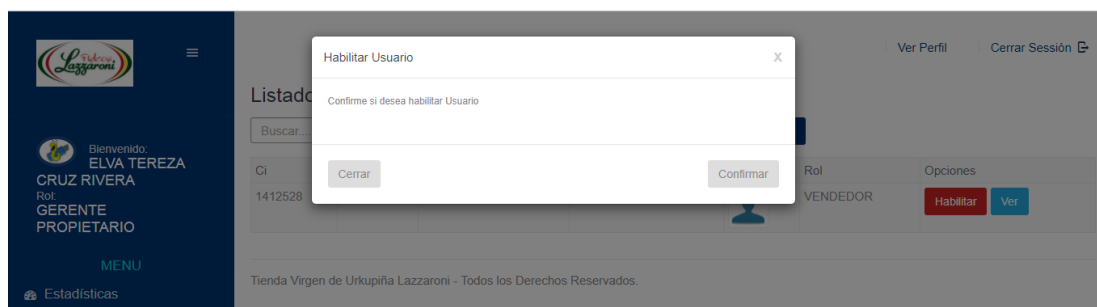 Fideos
Lazzaroni
Ver Perfil
Cerrar Sessión
Habilitar Usuario
X
Listado
Confirme si desea habilitar Usuario
Buscar...
Bienvenido:
ELVA TEREZA
CRUZ RIVERA
Rol:
GERENTE
PROPIETARIO
Cerrar
Confirmar
Ci
Rol
Opciones
1412528
VENDEDOR
Habilitar
Ver
MENU
Estadísticas
Tienda Virgen de Urkupiña Lazzaroni - Todos los Derechos Reservados.